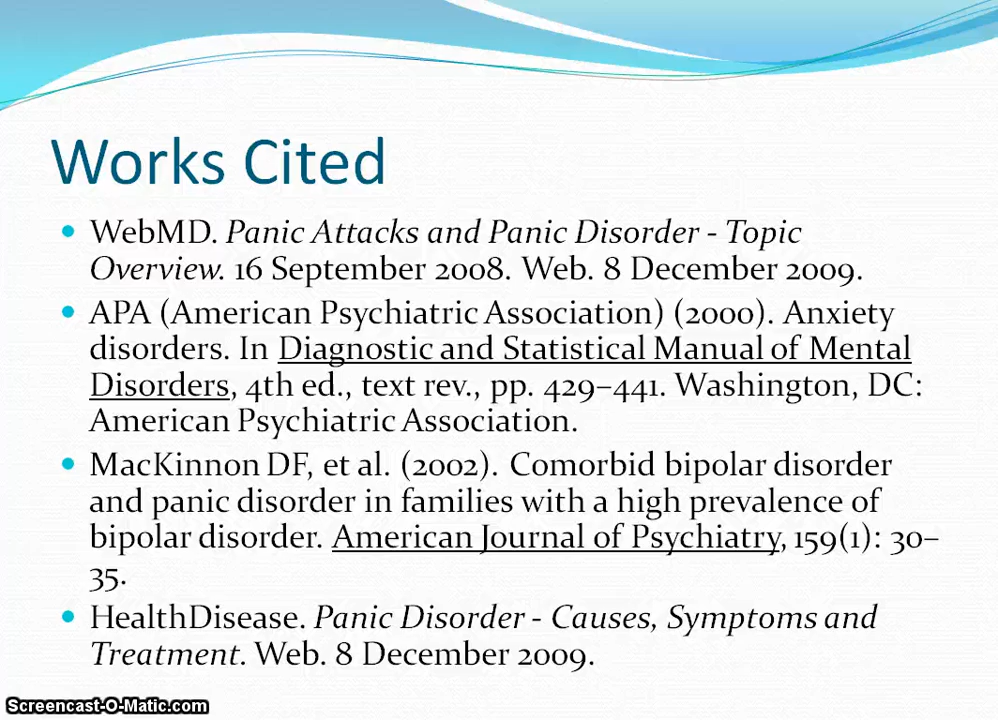 Works Cited
• WebMD. Panic Attacks and Panic Disorder - Topic
Overview. 16 September 2008. Web. 8 December 2009.
• APA (American Psychiatric Association) (2000). Anxiety
disorders. In Diagnostic and Statistical Manual of Mental
Disorders, 4th ed., text rev., pp. 429–441. Washington, DC:
American Psychiatric Association.
• MacKinnon DF, et al. (2002). Comorbid bipolar disorder
and panic disorder in families with a high prevalence of
bipolar disorder. American Journal of Psychiatry, 159(1): 30–
35.
• HealthDisease. Panic Disorder - Causes, Symptoms and
Treatment. Web. 8 December 2009.
Screencast-O-Matic.com